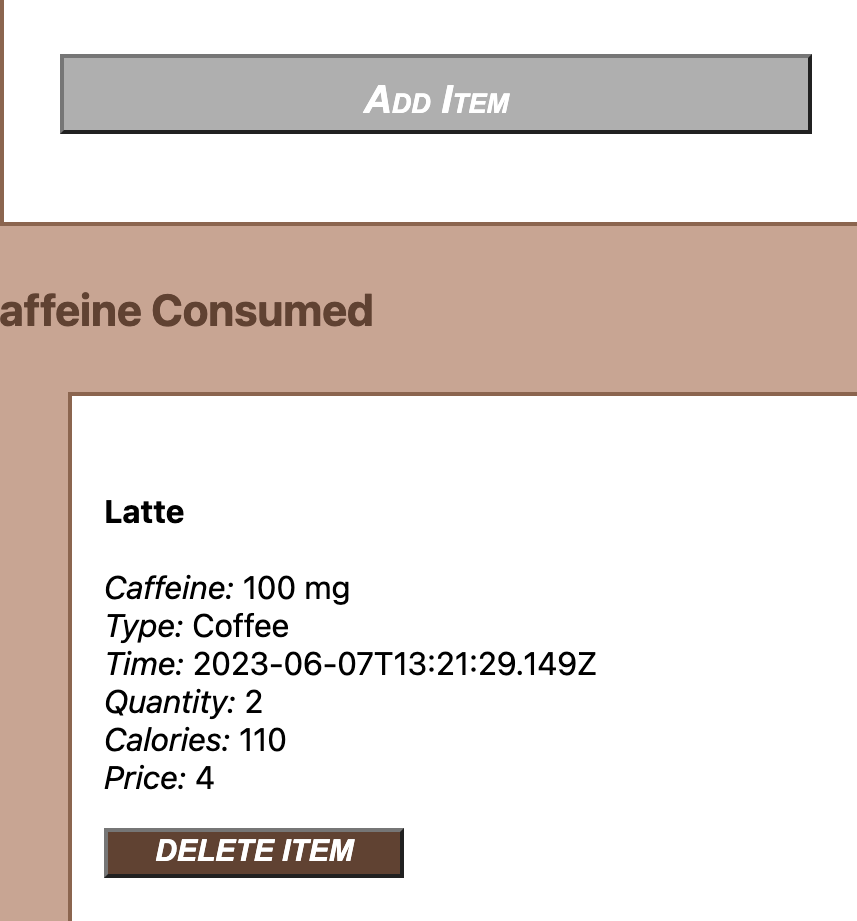 Add Item
affeine Consumed
Latte
Caffeine: 100 mg
Type: Coffee
Time: 2023-06-07T13:21:29.149Z
Quantity: 2
Calories: 110
Price: 4
DELETE ITEM